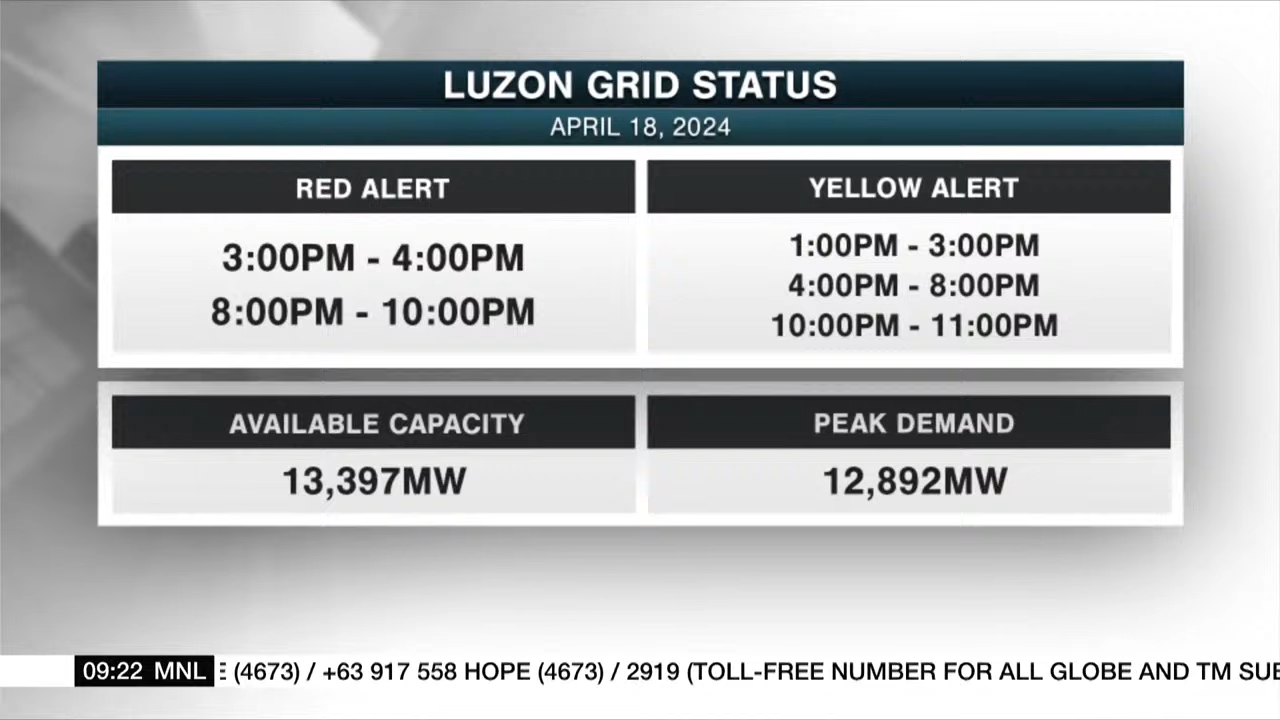 LUZON GRID STATUS
APRIL 18, 2024
RED ALERT
3:00PM - 4:00PM
8:00PM - 10:00PM
YELLOW ALERT
1:00PM - 3:00PM
4:00PM - 8:00PM
10:00PM - 11:00PM
AVAILABLE CAPACITY
13,397MW
PEAK DEMAND
12,892MW
09:22 MNL
(4673) / +63 917 558 HOPE (4673) / 2919 (TOLL-FREE NUMBER FOR ALL GLOBE AND TM